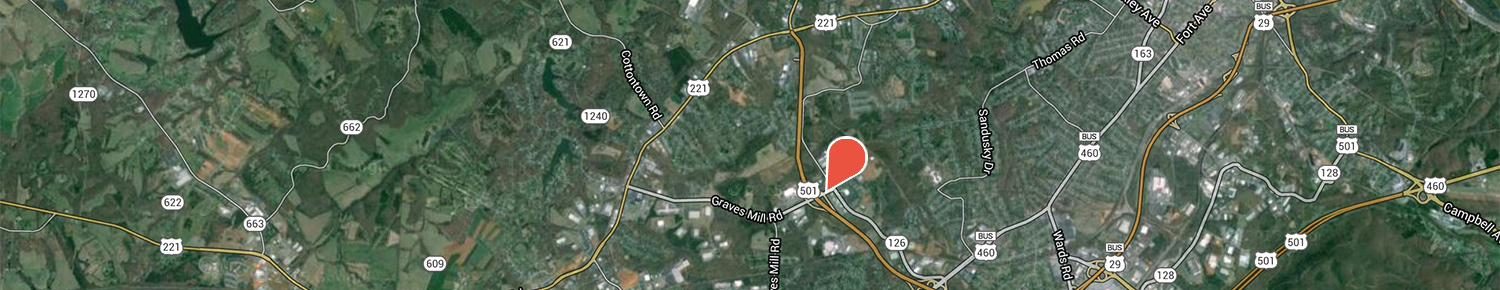 BUS
29
221
ley Ave
Fort Ave
621
Thomas Rd
163
Cottontown Rd
221
1270
1240
662
Sandusky Dr
BUS
460
BUS
501
128
460
501
622
Graves Mill Rd
Campbell A
663
221
126
BUS
460
Wards Rd
501
609
es Mill Rd
BUS
29
501
128